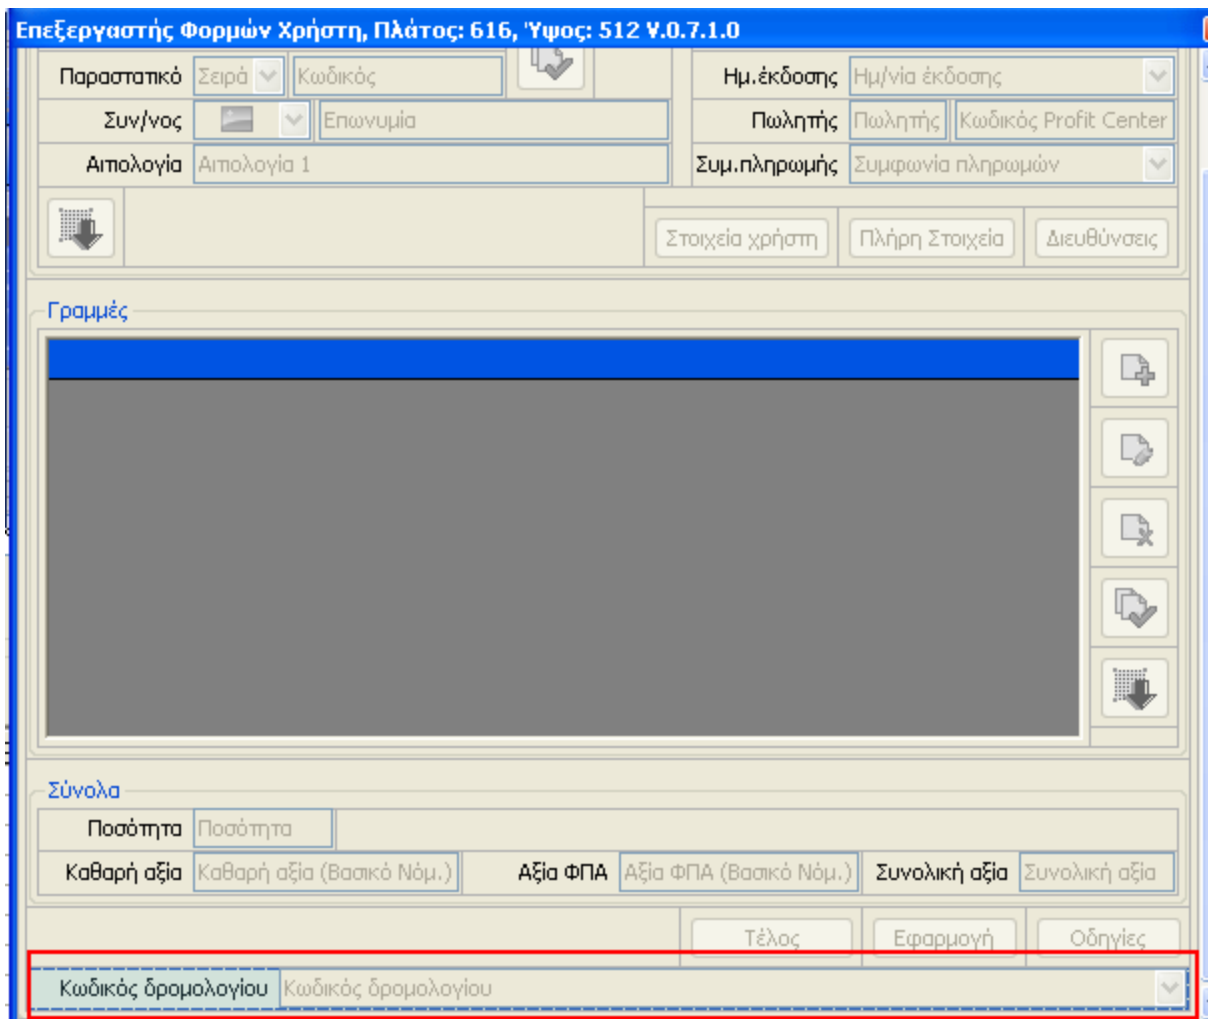 Επεξεργαστής Φορμών Χρήστη, Πλάτος: 616, Ύψος: 512 V.0.7.1.0
Παραστατικό Σειρά Κωδικός Ημ.έκδοσης Ημ/νία έκδοσης
Συν/νος Επωνυμία Πωλητής Πωλητής Κωδικός Profit Center
Αιτιολογία Αιτιολογία 1 Συμ.πληρωμής Συμφωνία πληρωμών
Στοιχεία χρήστη Πλήρη Στοιχεία Διευθύνσεις
Γραμμές
Σύνολα
Ποσότητα Ποσότητα
Καθαρή αξία Καθαρή αξία (Βασικό Νόμ.) Αξία ΦΠΑ Αξία ΦΠΑ (Βασικό Νόμ.) Συνολική αξία Συνολική αξία
Τέλος Εφαρμογή Οδηγίες
Κωδικός δρομολογίου Κωδικός δρομολογίου